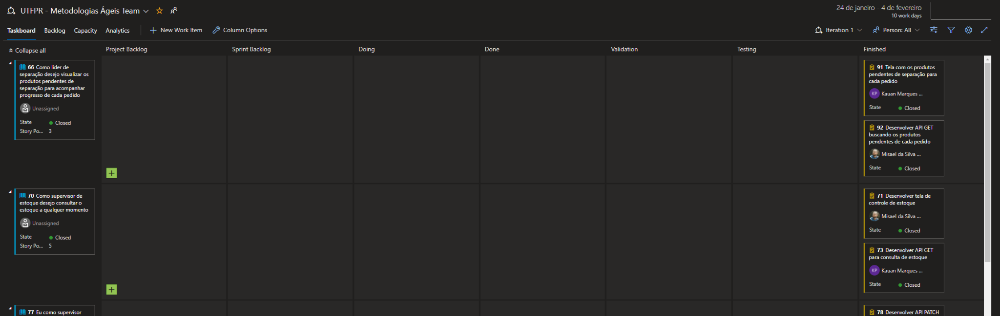 UTFPR - Metodologias Ágeis Team
24 de janeiro - 4 de fevereiro
10 work days
Taskboard Backlog Capacity Analytics New Work Item Column Options Iteration 1 Person: All
Collapse all Project Backlog Sprint Backlog Doing Done Validation Testing Finished
66 Como lider de
separação desejo visualizar os
produtos pendentes de
separação para acompanhar
progresso de cada pedido
Unassigned
State Closed
Story Po... 3
91 Tela com os produtos
pendentes de separação para
cada pedido
KP Kauan Marques ...
State Closed
92 Desenvolver API GET
buscando os produtos
pendentes de cada pedido
Misael da Silva ...
State Closed
70 Como supervisor de
estoque desejo consultar o
estoque a qualquer momento
Unassigned
State Closed
Story Po... 5
71 Desenvolver tela de
controle de estoque
Misael da Silva ...
State Closed
73 Desenvolver API GET
para consulta de estoque
KP Kauan Marques ...
State Closed
77 Eu como supervisor
78 Desenvolver API PATCH